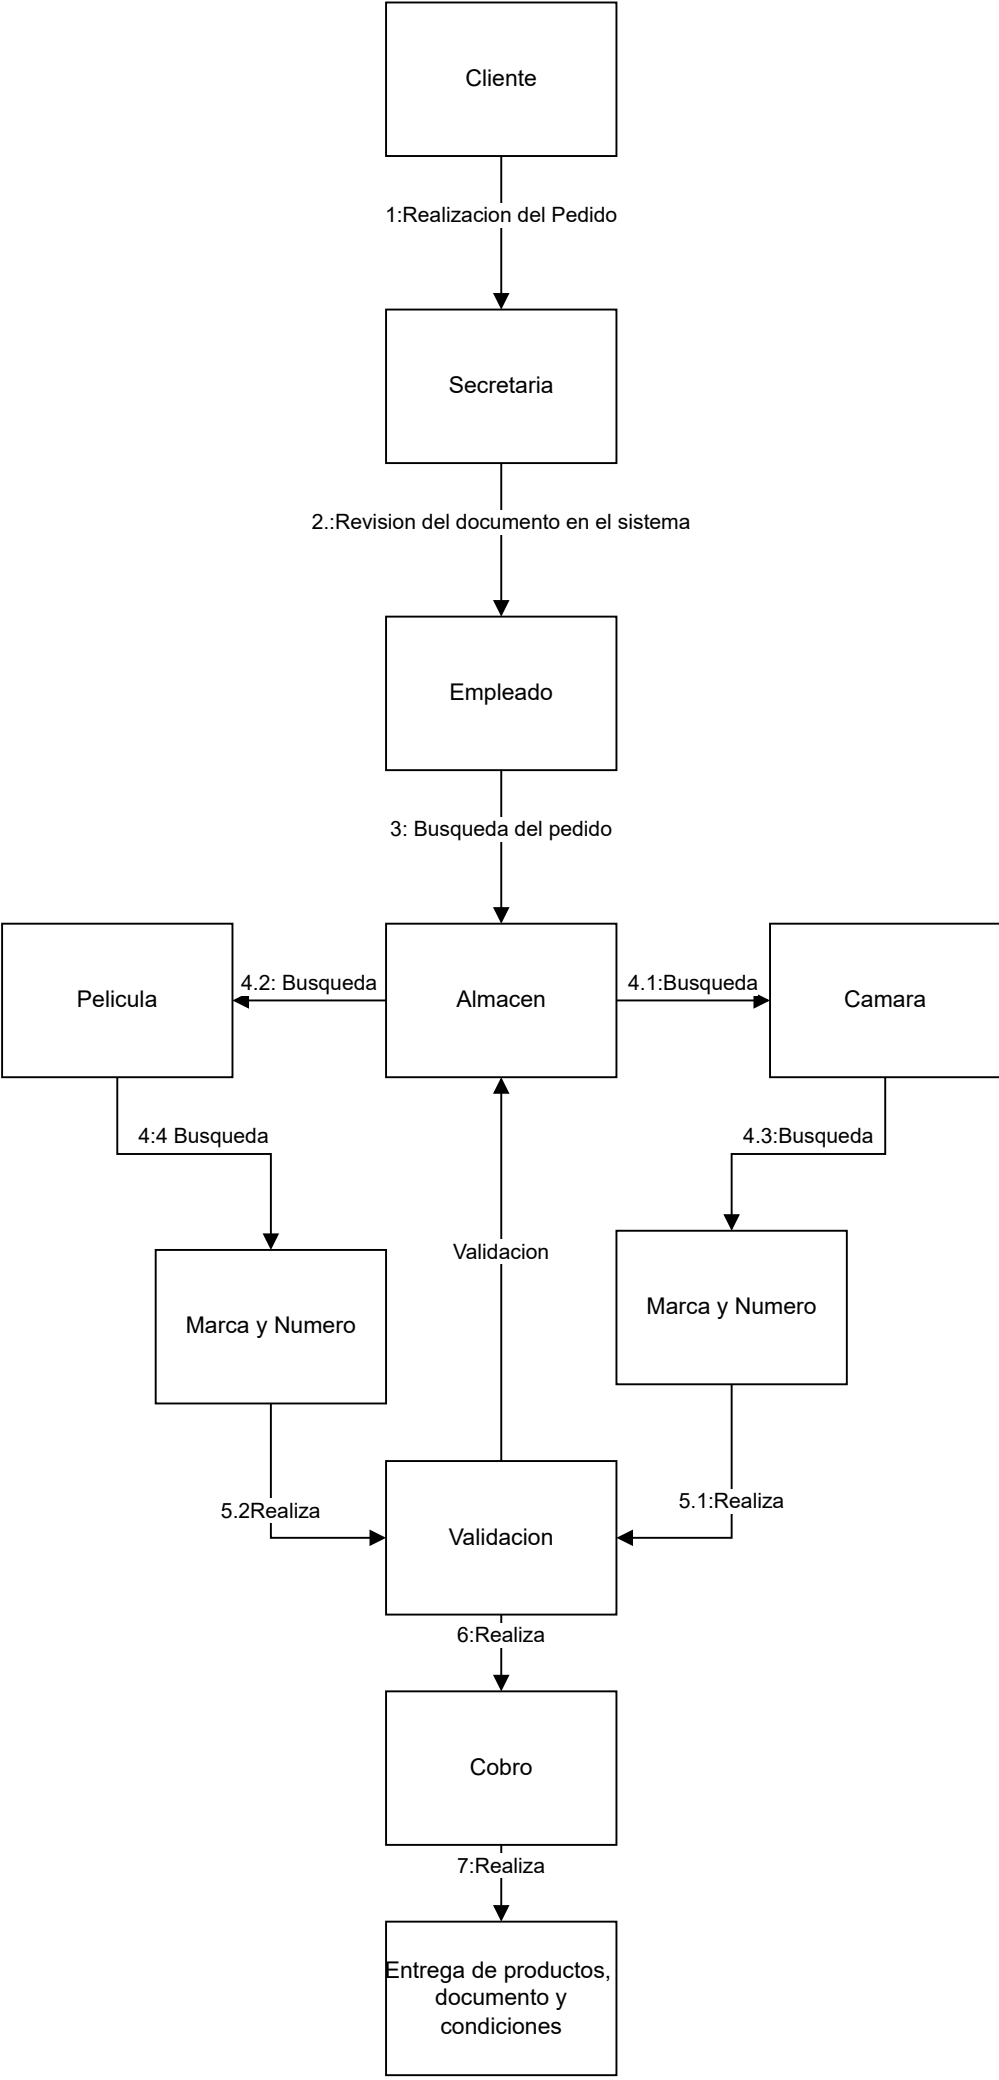 Cliente
1:Realizacion del Pedido
Secretaria
2.:Revision del documento en el sistema
Empleado
3: Busqueda del pedido
Pelicula
4.2: Busqueda
Almacen
4.1:Busqueda
Camara
4:4 Busqueda
4.3:Busqueda
Validacion
Marca y Numero
Marca y Numero
5.2Realiza
5.1:Realiza
Validacion
6:Realiza
Cobro
7:Realiza
Entrega de productos,
documento y
condiciones